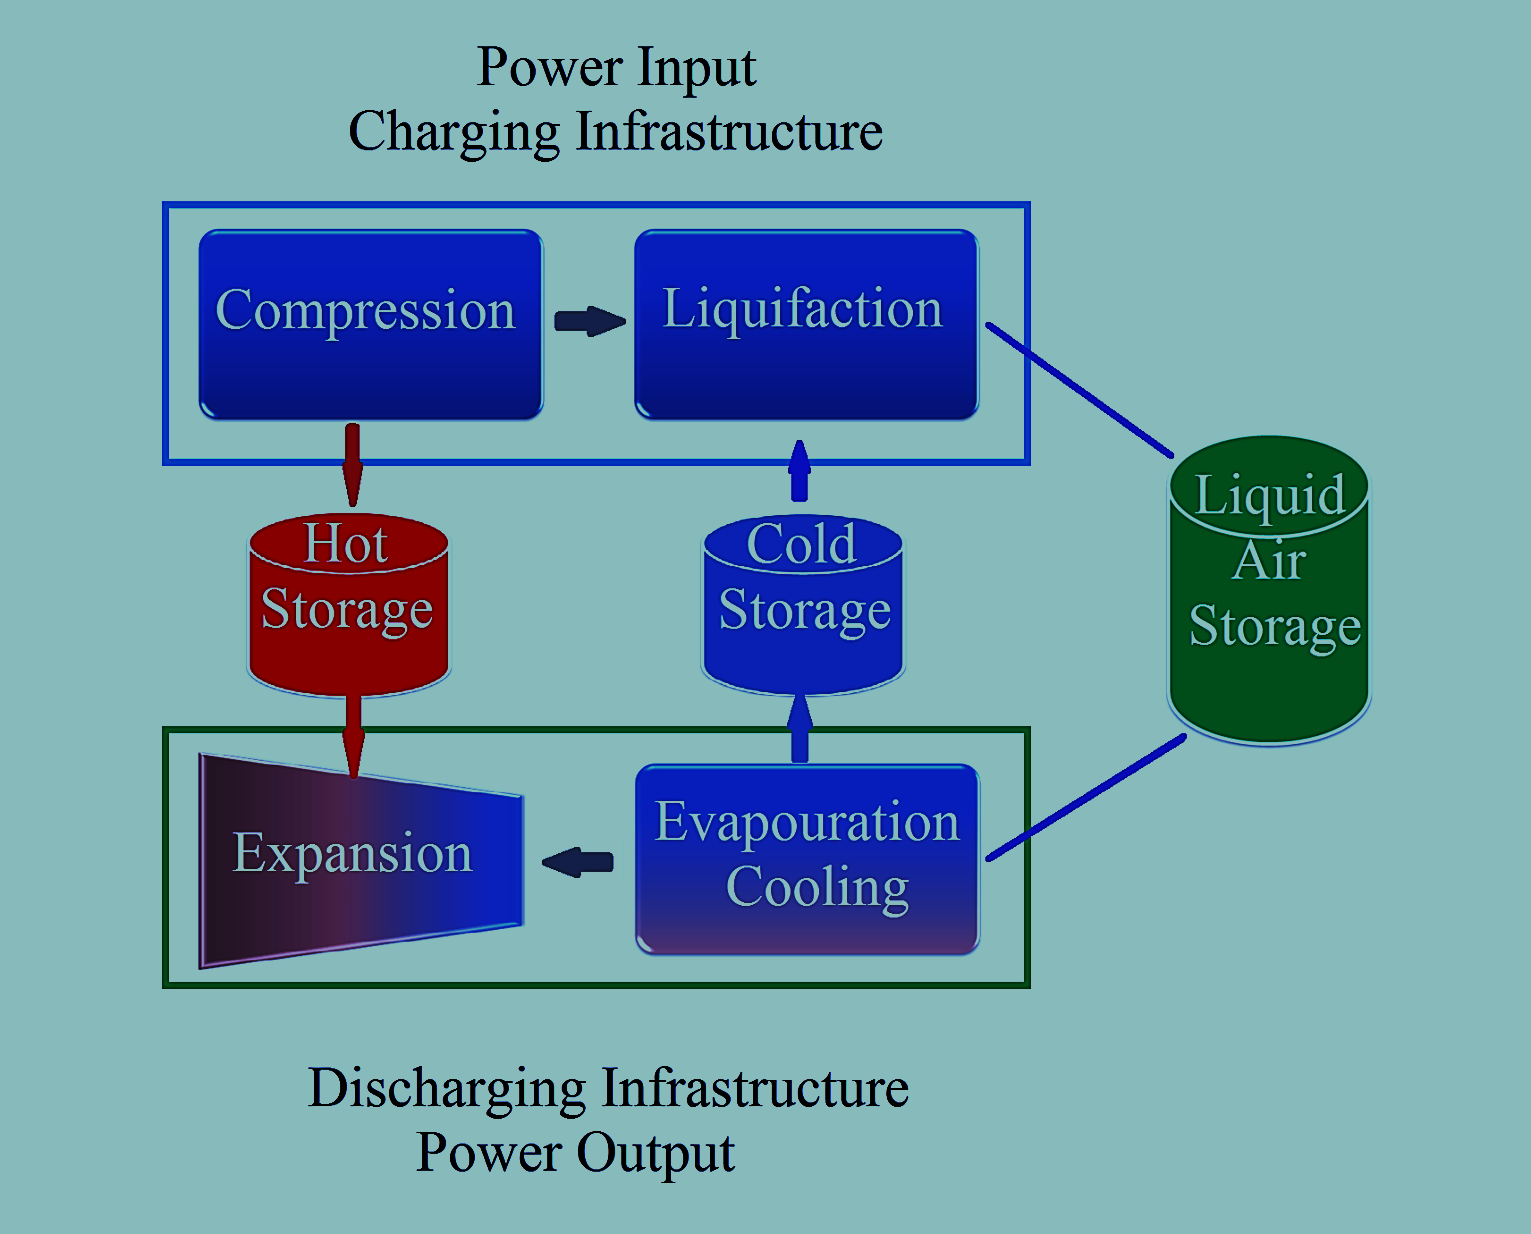 Power Input
Charging Infrastructure
Compression
Liquifaction
Hot
Storage
Cold
Storage
Liquid
Air
Storage
Expansion
Evapouration
Cooling
Discharging Infrastructure
Power Output